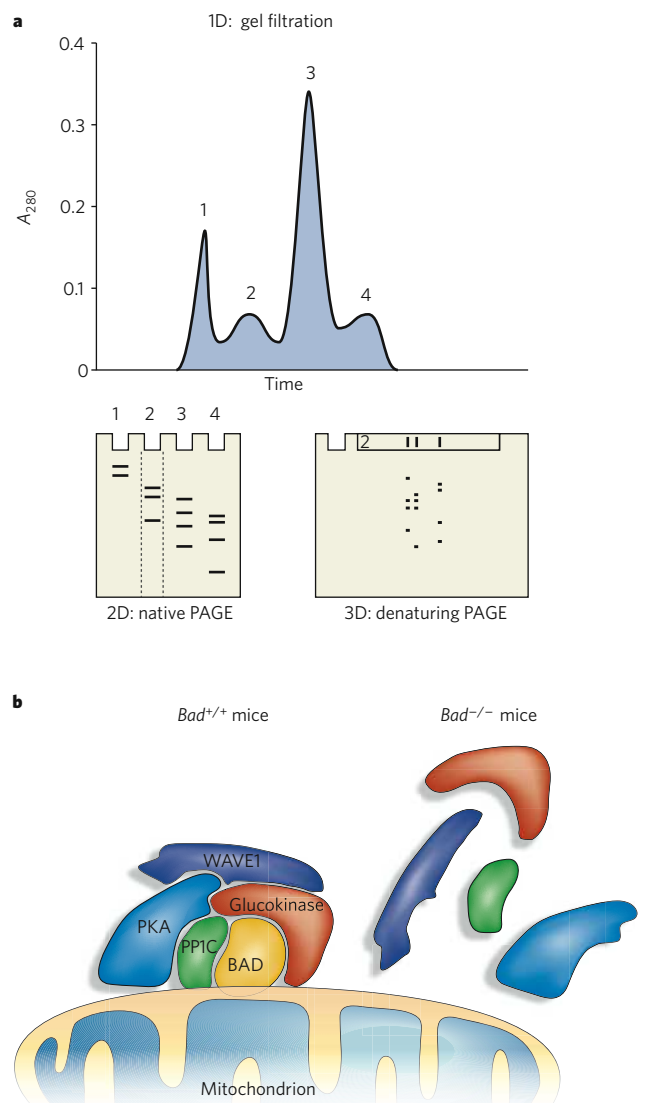 a
1D: gel filtration
0.4
0.3
0.2
0.1
0
A280
1
2
3
4
Time
1 2 3 4
2
2D: native PAGE
3D: denaturing PAGE
b
Bad+/+ mice
Bad−/− mice
WAVE1
Glucokinase
PKA
PP1C
BAD
Mitochondrion